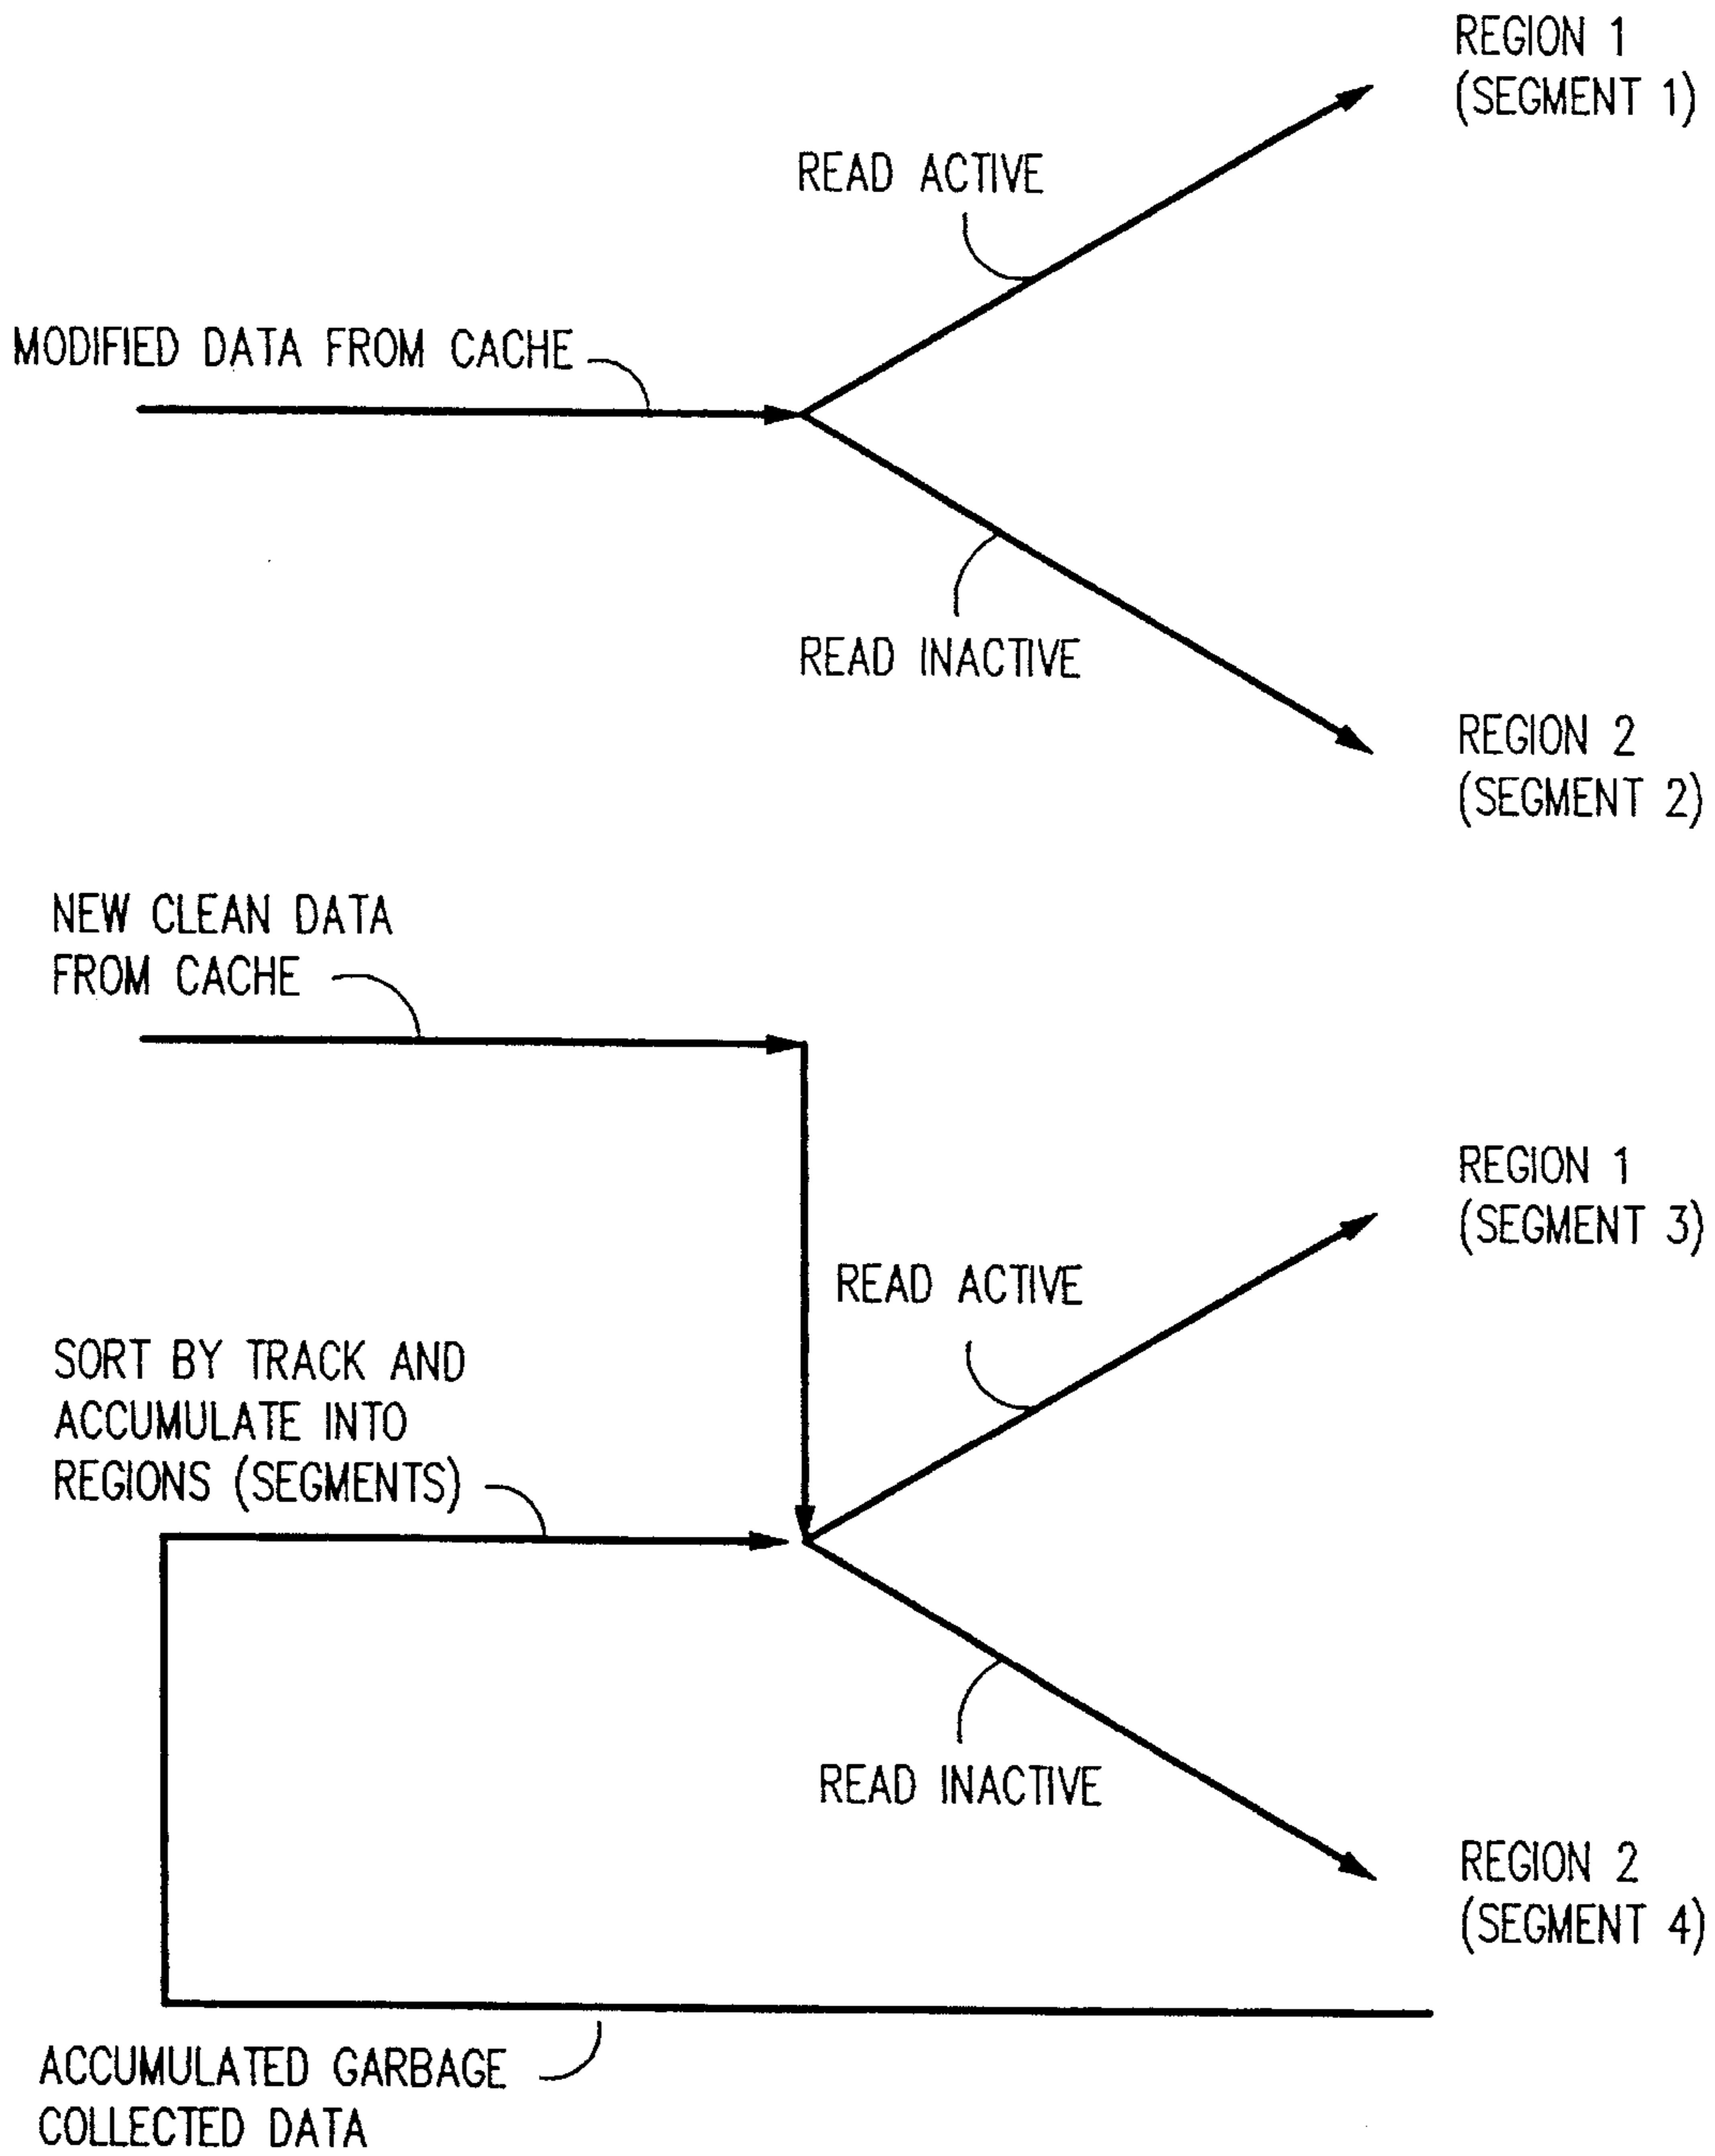 REGION 1
(SEGMENT 1)
READ ACTIVE
MODIFIED DATA FROM CACHE
READ INACTIVE
REGION 2
(SEGMENT 2)
NEW CLEAN DATA
FROM CACHE
REGION 1
(SEGMENT 3)
READ ACTIVE
SORT BY TRACK AND
ACCUMULATE INTO
REGIONS (SEGMENTS)
READ INACTIVE
REGION 2
(SEGMENT 4)
ACCUMULATED GARBAGE
COLLECTED DATA